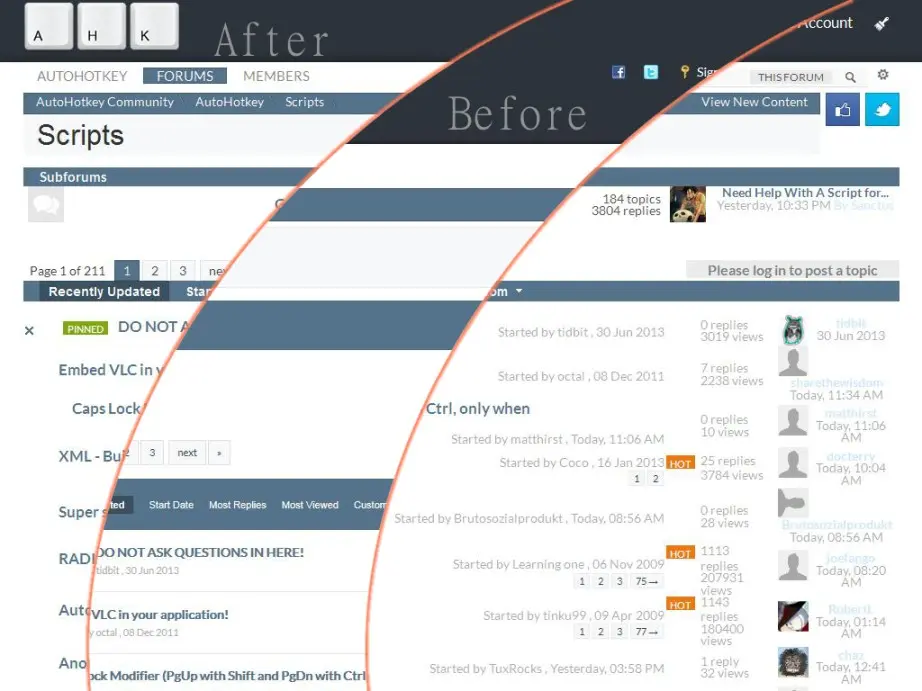 A H K
After
Account
AUTOHOTKEY FORUMS MEMBERS
THIS FORUM
Before
AutoHotkey Community AutoHotkey Scripts
View New Content
Scripts
Subforums
184 topics
3804 replies
Need Help With A Script for...
Yesterday, 10:33 PM By Sanctus
Page 1 of 211 1 2 3
Please log in to post a topic
Recently Updated
PINNED DO NOT
Started by tidbit , 30 Jun 2013
0 replies
3019 views
tidbit
30 Jun 2013
Embed VLC in
Started by octal , 08 Dec 2011
7 replies
2238 views
sharethewisdom
Today, 11:34 AM
Caps Lock
Ctrl, only when
Started by matthirst , Today, 11:06 AM
0 replies
10 views
matthirst
Today, 11:06
AM
XML -
3 next »
Started by Coco , 16 Jan 2013
1 2
HOT 25 replies
3784 views
docterry
Today, 10:04
AM
Super
Start Date Most Replies Most Viewed Custom
Started by Brutosozialprodukt , Today, 08:56 AM
0 replies
28 views
Brutosozialprodukt
Today, 08:56 AM
DO NOT ASK QUESTIONS IN HERE!
tidbit , 30 Jun 2013
Started by Learning one , 06 Nov 2009
1 2 3 75→
HOT 1113
replies
207931
views
joefango
Today, 08:20
AM
VLC in your application!
octal , 08 Dec 2011
Started by tinku99 , 09 Apr 2009
1 2 3 77→
HOT 1143
replies
180400
views
RobertL
Today, 01:14
AM
Modifier (PgUp with Shift and PgDn with Ctrl
Started by TuxRocks , Yesterday, 03:58 PM
1 reply
32 views
chaz
Today, 12:41
AM